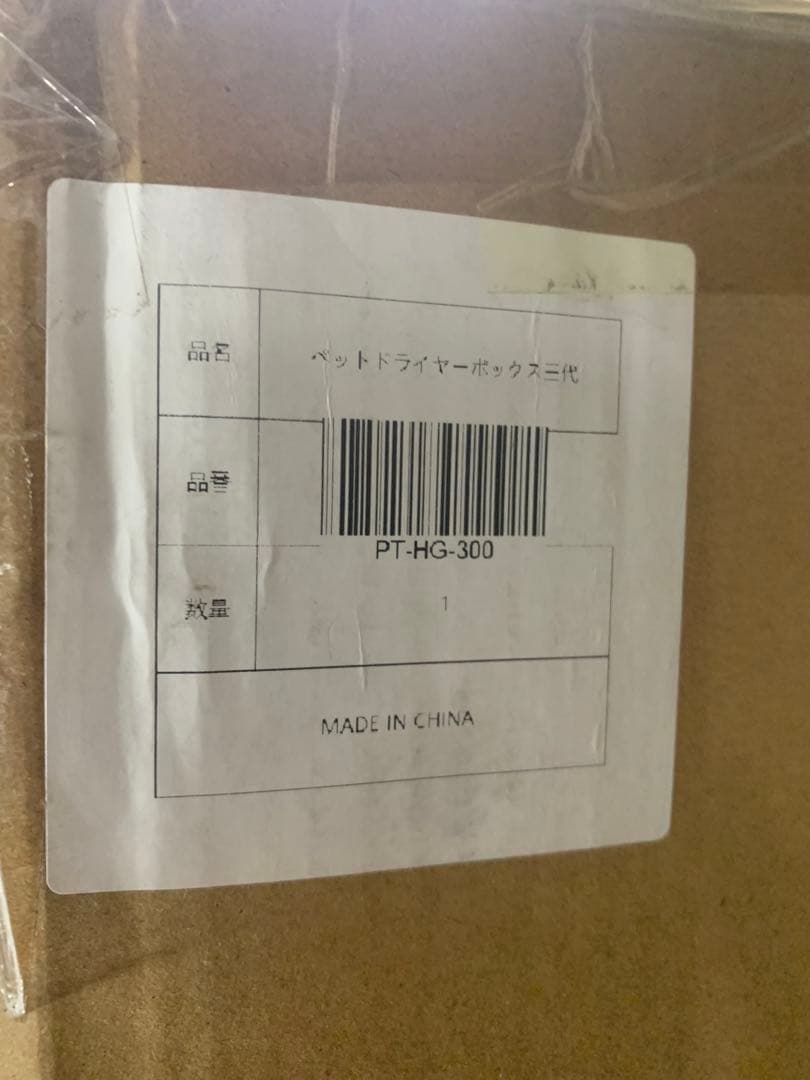 品名
ペットドライヤーボックス三代
品番
PT-HG-300
数量
1
MADE IN CHINA